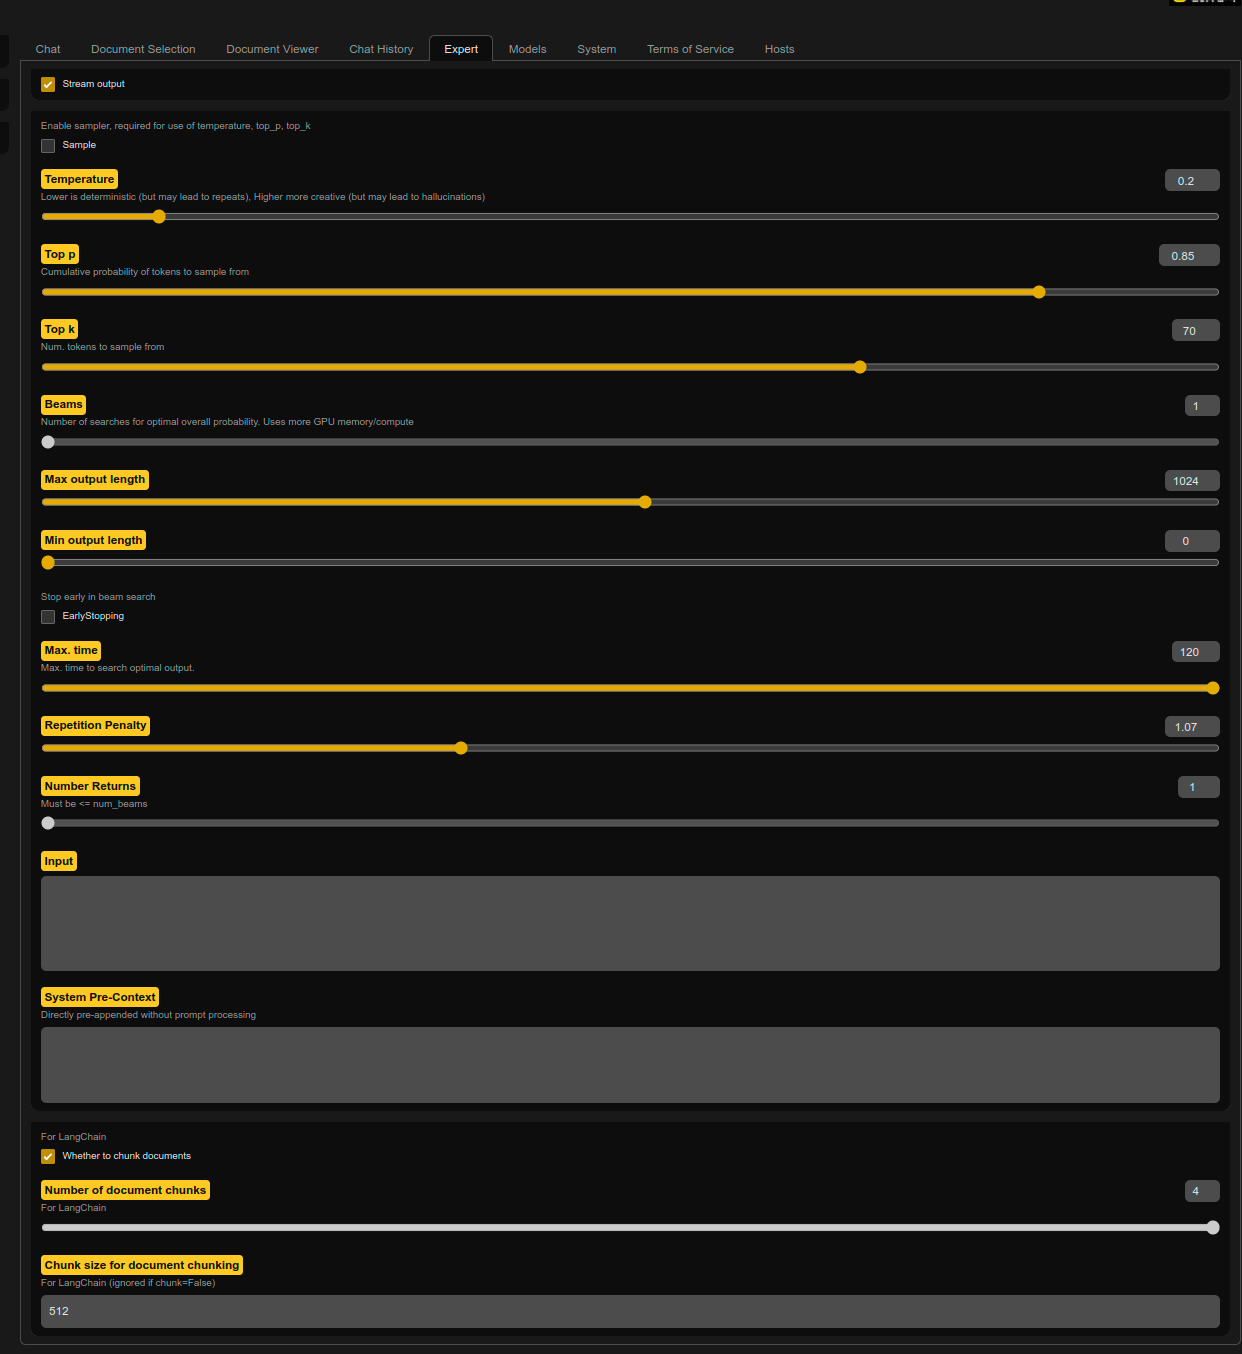 Chat Document Selection Document Viewer Chat History Expert Models System Terms of Service Hosts
Stream output
Enable sampler, required for use of temperature, top_p, top_k
Sample
Temperature 0.2
Lower is deterministic (but may lead to repeats), Higher more creative (but may lead to hallucinations)
Top p 0.85
Cumulative probability of tokens to sample from
Top k 70
Num. tokens to sample from
Beams 1
Number of searches for optimal overall probability. Uses more GPU memory/compute
Max output length 1024
Min output length 0
Stop early in beam search
EarlyStopping
Max. time 120
Max. time to search optimal output.
Repetition Penalty 1.07
Number Returns 1
Must be <= num_beams
Input
System Pre-Context
Directly pre-appended without prompt processing
For LangChain
Whether to chunk documents
Number of document chunks 4
For LangChain
Chunk size for document chunking
For LangChain (ignored if chunk=False)
512